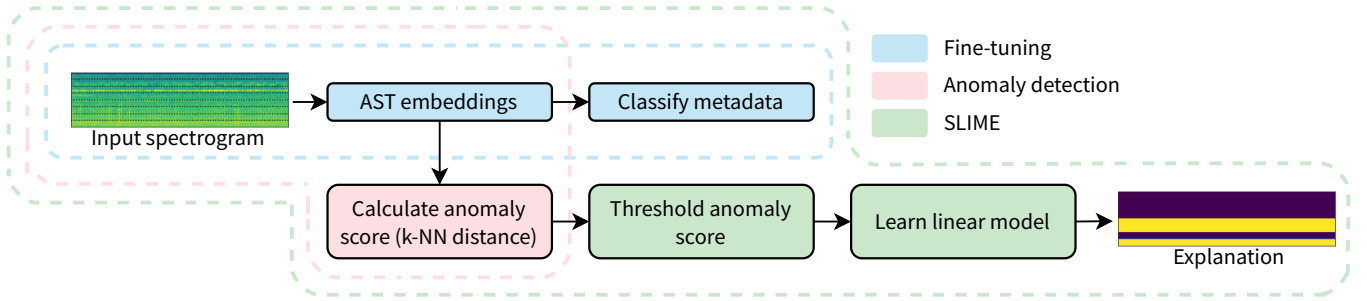 Input spectrogram
AST embeddings
Classify metadata
Fine-tuning
Anomaly detection
SLIME
Calculate anomaly
score (k-NN distance)
Threshold anomaly
score
Learn linear model
Explanation